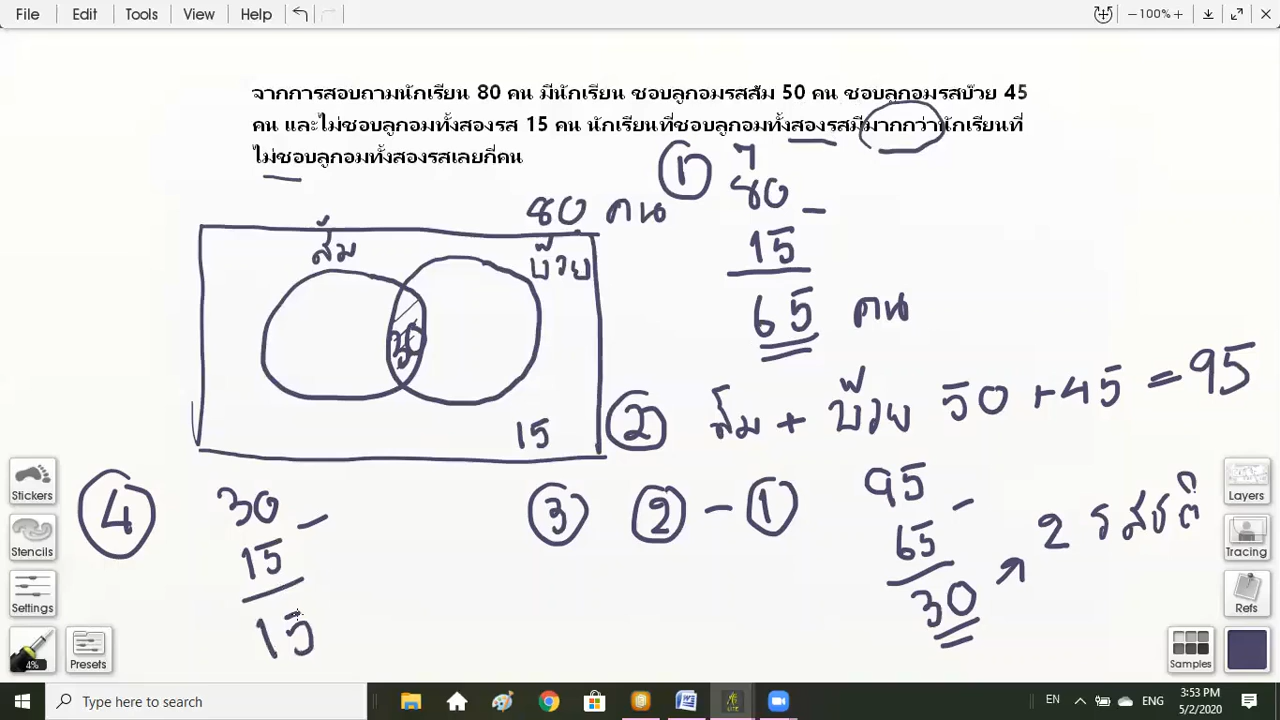 File Edit Tools View Help −100%+
จากการสอบถามนักเรียน 80 คน มีนักเรียน ชอบลูกอมรสส้ม 50 คน ชอบลูกอมรสบ๊วย 45
คน และไม่ชอบลูกอมทั้งสองรส 15 คน นักเรียนที่ชอบลูกอมทั้งสองรสมีมากกว่านักเรียนที่
ไม่ชอบลูกอมทั้งสองรสเลยกี่คน
80 คน
ส้ม
บ๊วย
30
15
1
80 -
15
65 คน
2 ส้ม + บ๊วย 50 + 45 = 95
3 2 - 1
95 -
65
30 2 รสชาติ
4
30 -
15
15
Stickers
Stencils
Settings
4%
Presets
Layers
Tracing
Refs
Samples
Type here to search
EN
ENG
3:53 PM
5/2/2020